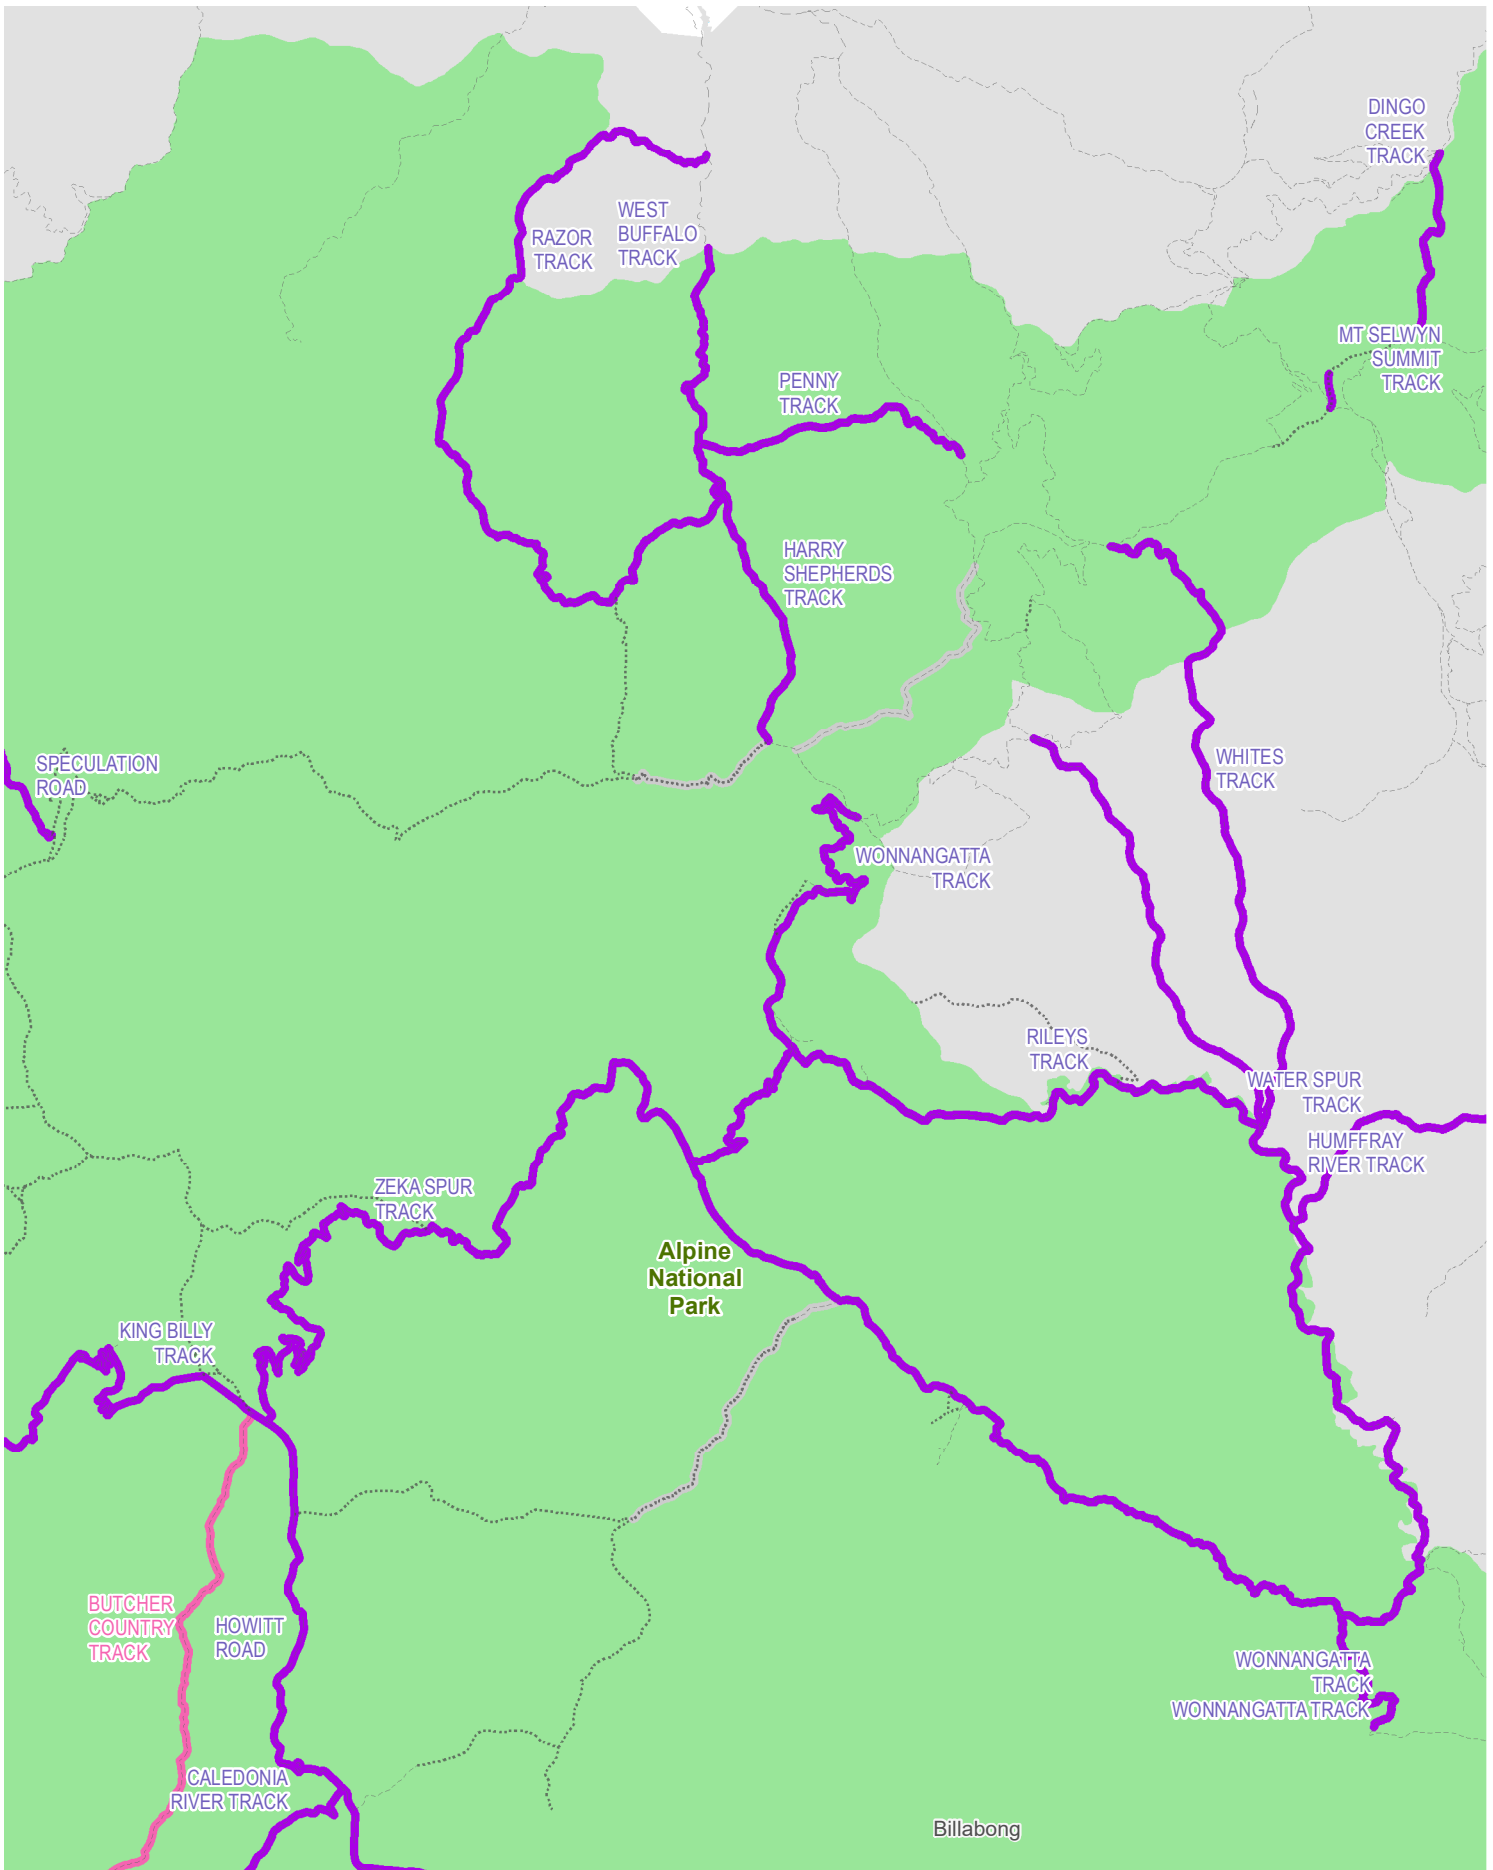 DINGO
CREEK
TRACK
WEST
BUFFALO
TRACK
RAZOR
TRACK
MT SELWYN
SUMMIT
TRACK
PENNY
TRACK
HARRY
SHEPHERDS
TRACK
SPECULATION
ROAD
WHITES
TRACK
WONNANGATTA
TRACK
RILEYS
TRACK
WATER SPUR
TRACK
HUMFFRAY
RIVER TRACK
ZEKA SPUR
TRACK
Alpine
National
Park
KING BILLY
TRACK
BUTCHER
COUNTRY
TRACK
HOWITT
ROAD
WONNANGATTA
TRACK
WONNANGATTA TRACK
CALEDONIA
RIVER TRACK
Billabong